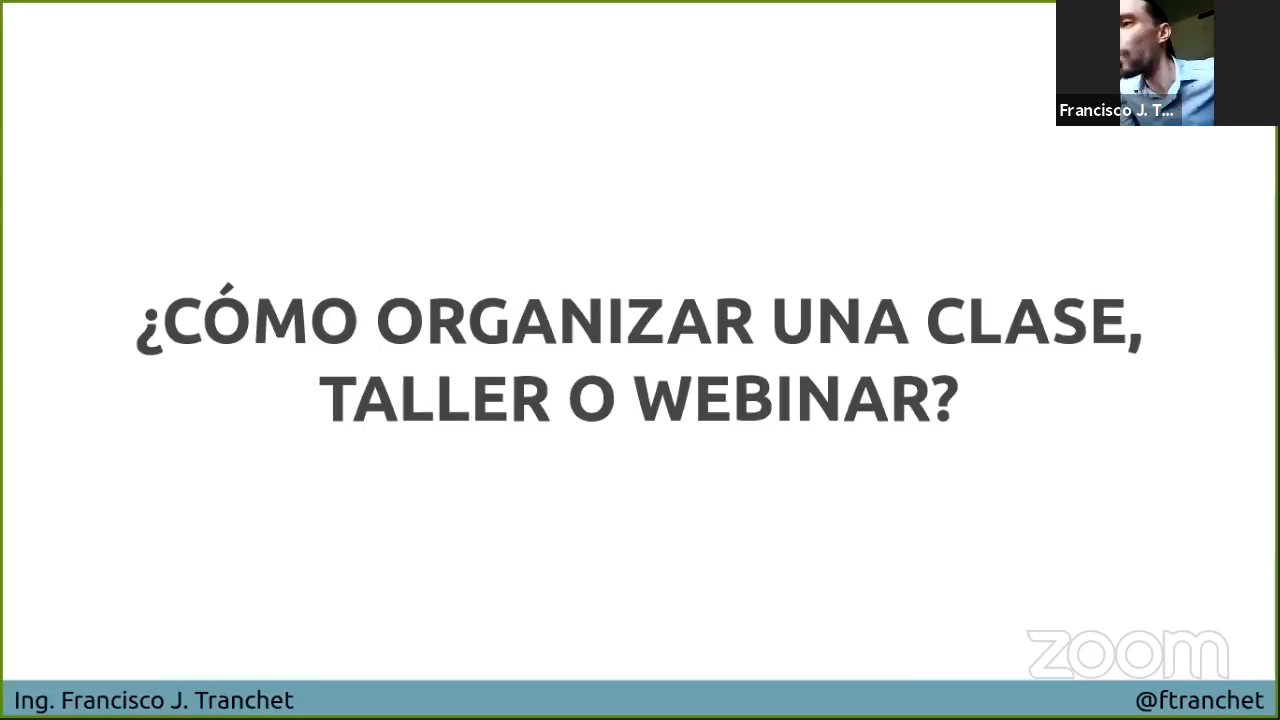 Francisco J. T...
¿CÓMO ORGANIZAR UNA CLASE,
TALLER O WEBINAR?
zoom
Ing. Francisco J. Tranchet
@ftranchet